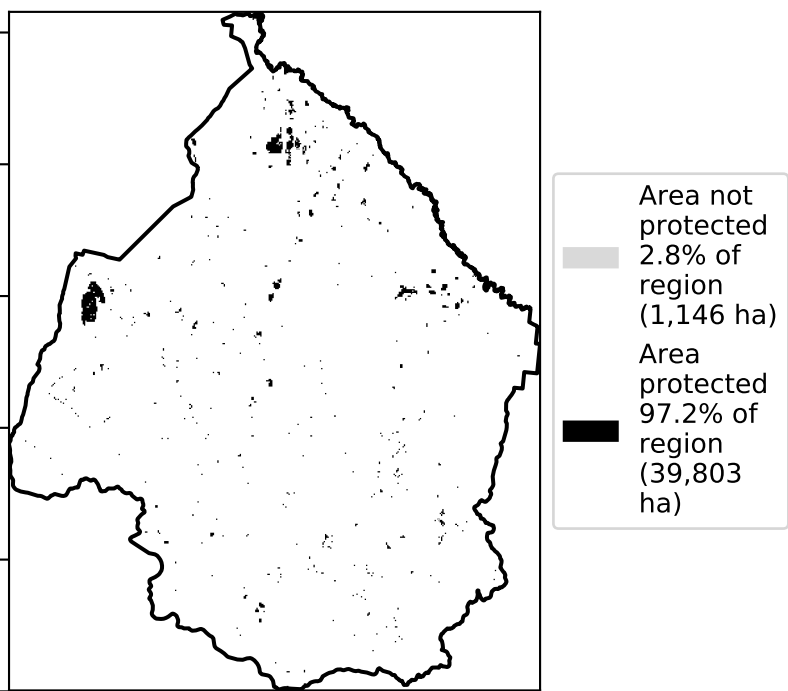 Area not
protected
2.8% of
region
(1,146 ha)
Area
protected
97.2% of
region
(39,803
ha)